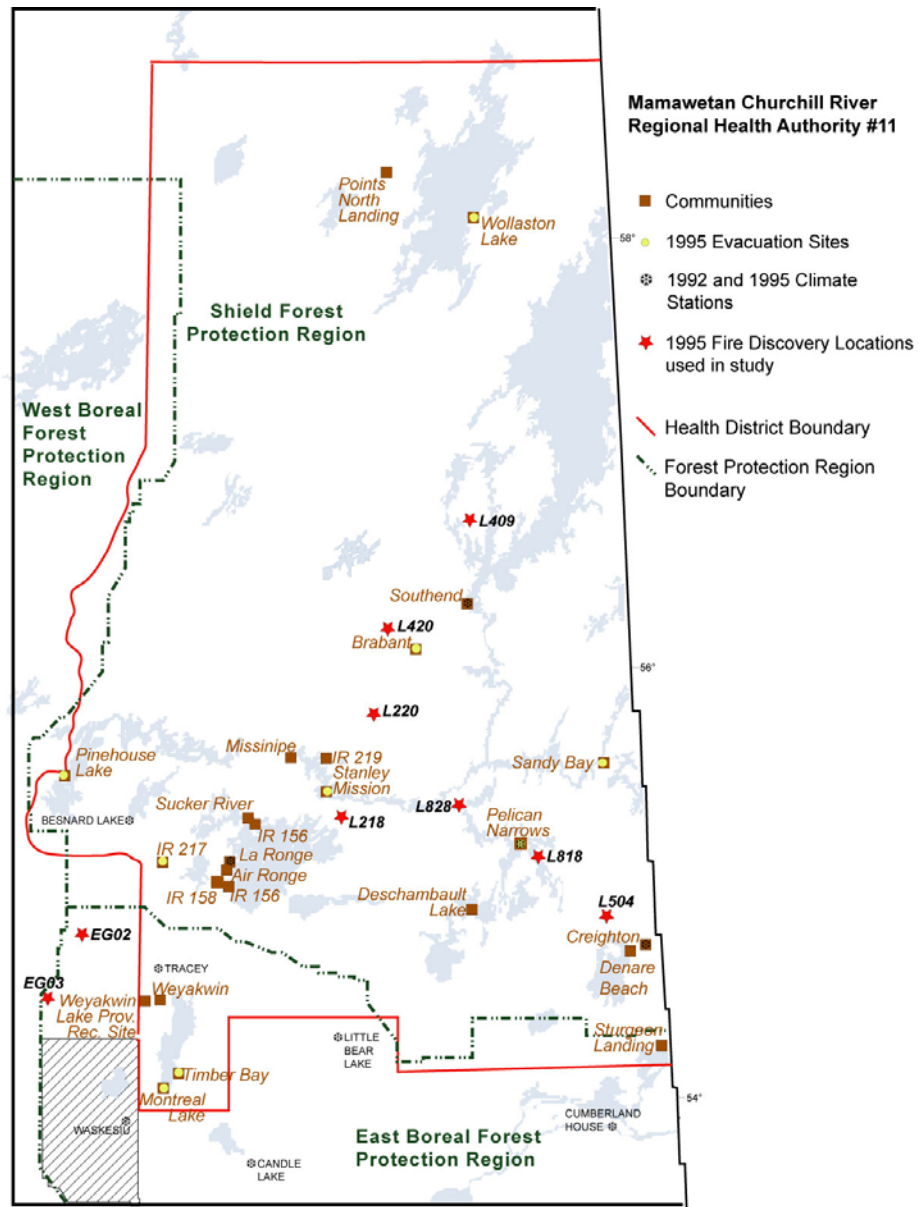 Mamawetan Churchill River
Regional Health Authority #11
Communities
1995 Evacuation Sites
1992 and 1995 Climate
Stations
1995 Fire Discovery Locations
used in study
Health District Boundary
Forest Protection Region
Boundary
Points
North
Landing
Wollaston
Lake
58°
Shield Forest
Protection Region
West Boreal
Forest
Protection
Region
L409
Southend
L420
Brabant
56°
L220
Missinipe
IR 219
Stanley
Mission
Sandy Bay
Pinehouse
Lake
BESNARD LAKE
Sucker River
IR 156
L218
L828
Pelican
Narrows
L818
IR 217
La Ronge
Air Ronge
IR 158
IR 156
Deschambault
Lake
L504
Creighton
Denare
Beach
EG02
EG03
TRACEY
Weyakwin
Weyakwin
Lake Prov.
Rec. Site
LITTLE
BEAR
LAKE
Sturgeon
Landing
Timber Bay
Montreal
Lake
54°
WASKESIU
CUMBERLAND
HOUSE
East Boreal Forest
Protection Region
CANDLE
LAKE